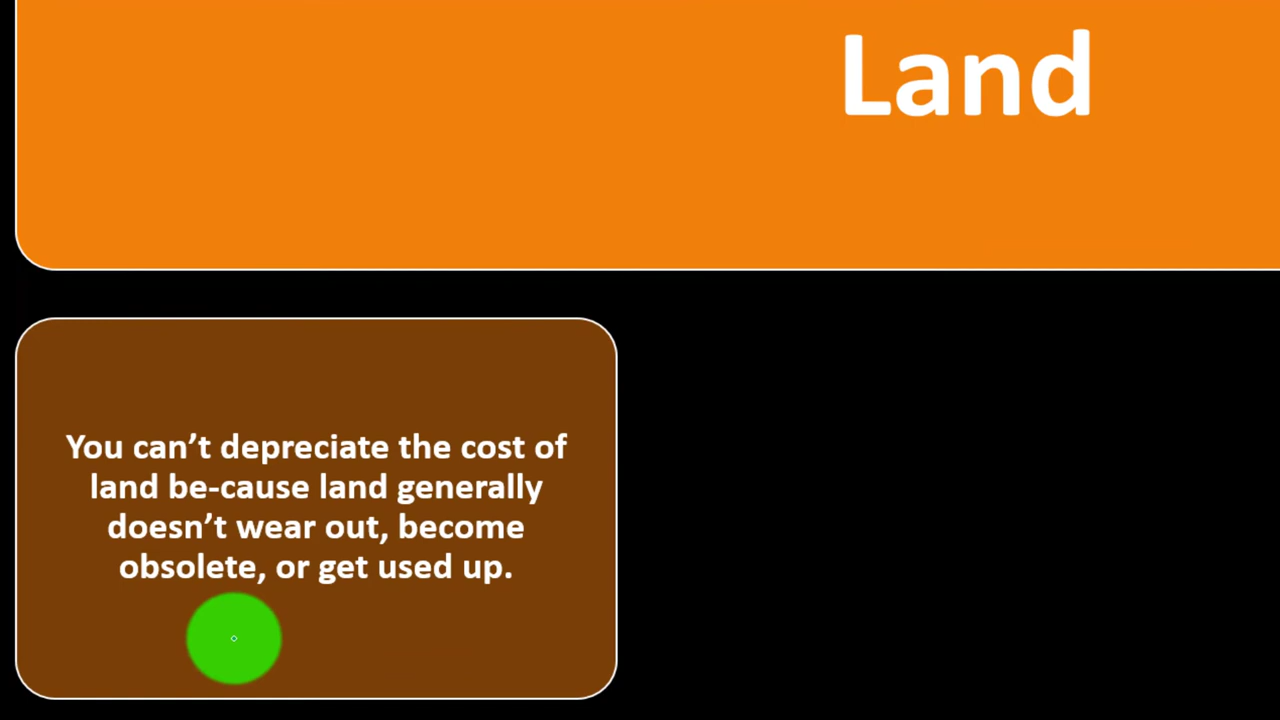 Land
You can’t depreciate the cost of
land be-cause land generally
doesn’t wear out, become
obsolete, or get used up.